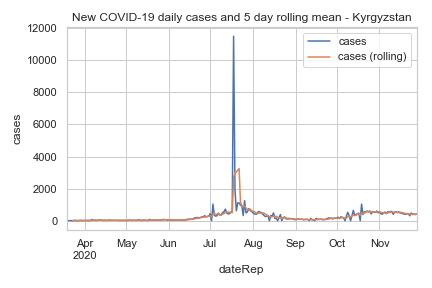 New COVID-19 daily cases and 5 day rolling mean - Kyrgyzstan
cases
cases (rolling)
12000
10000
8000
6000
4000
2000
0
cases
Apr
2020
May
Jun
Jul
Aug
Sep
Oct
Nov
dateRep